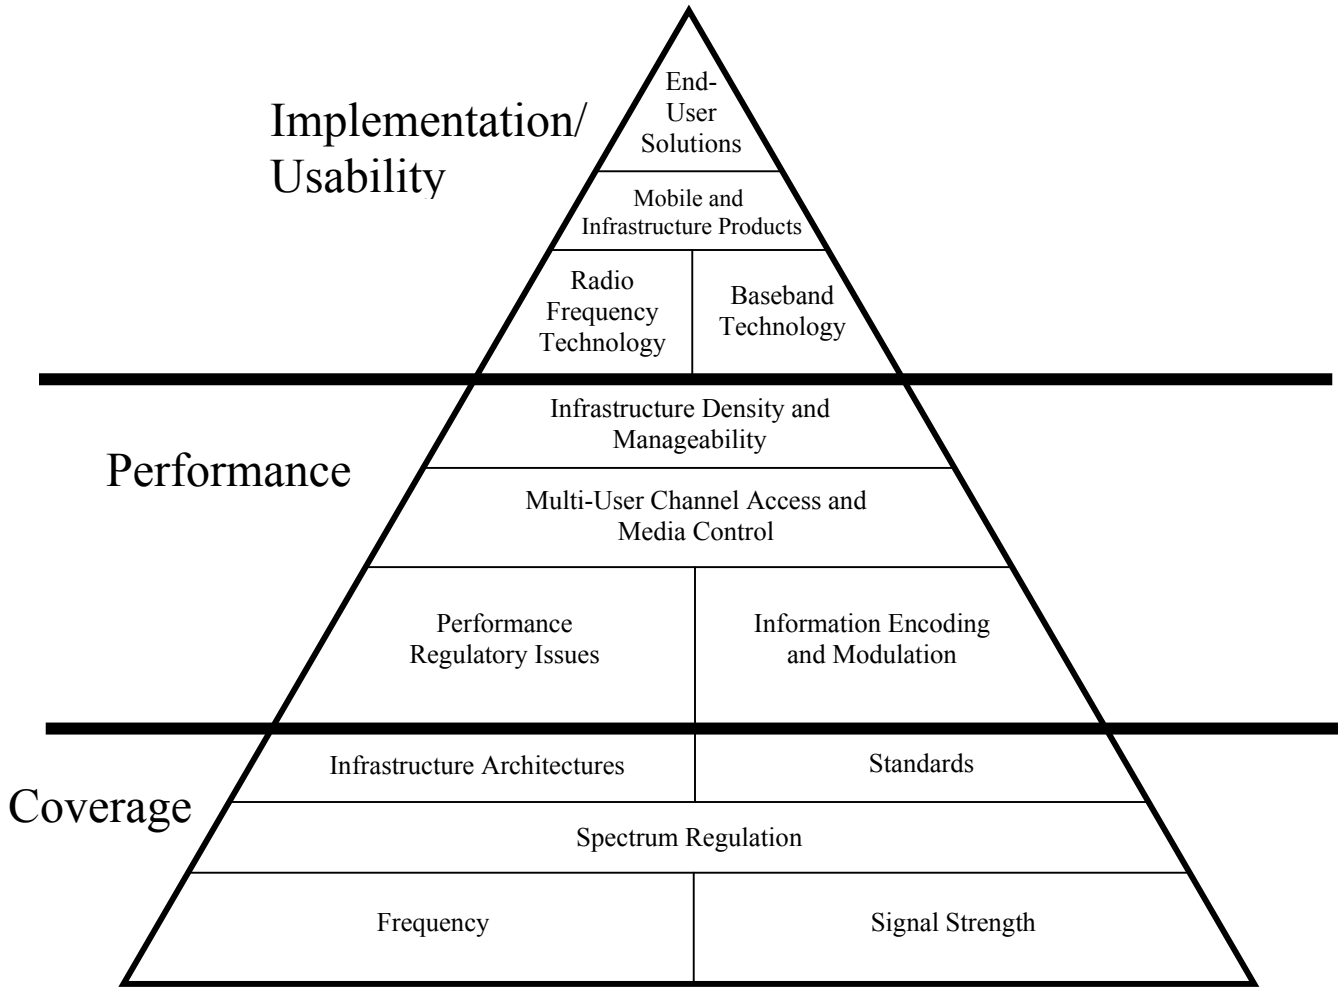 Implementation/
Usability
End-
User
Solutions
Mobile and
Infrastructure Products
Radio
Frequency
Technology
Baseband
Technology
Performance
Infrastructure Density and
Manageability
Multi-User Channel Access and
Media Control
Performance
Regulatory Issues
Information Encoding
and Modulation
Coverage
Infrastructure Architectures
Standards
Spectrum Regulation
Frequency
Signal Strength